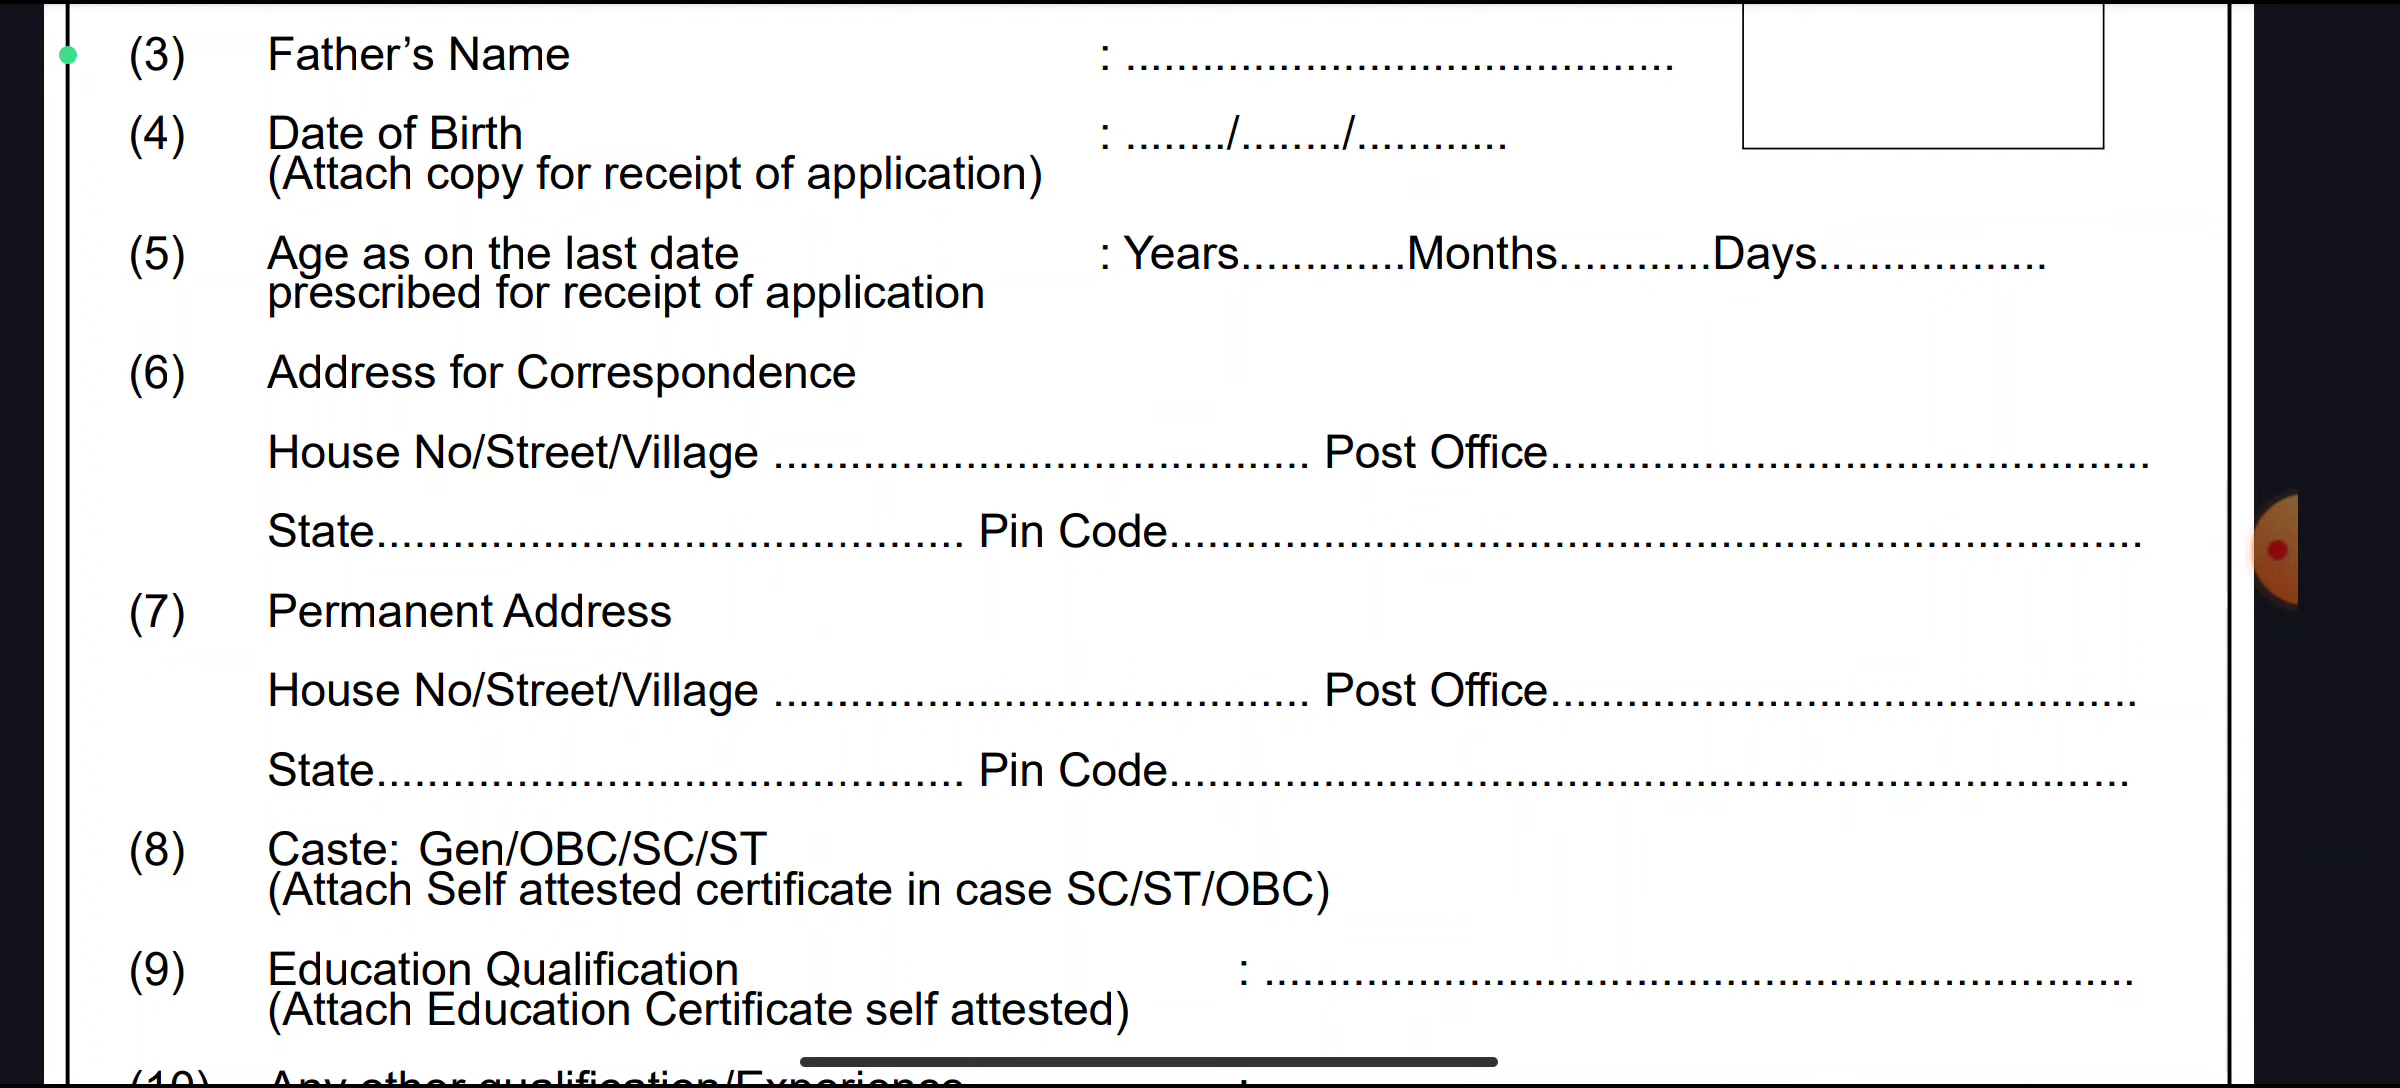 (3) Father’s Name : ...........................................
(4) Date of Birth : ......../......../............
(Attach copy for receipt of application)
(5) Age as on the last date : Years.............Months............Days..................
prescribed for receipt of application
(6) Address for Correspondence
House No/Street/Village .......................................... Post Office...............................................
State.............................................. Pin Code............................................................................
(7) Permanent Address
House No/Street/Village .......................................... Post Office..............................................
State.............................................. Pin Code...........................................................................
(8) Caste: Gen/OBC/SC/ST
(Attach Self attested certificate in case SC/ST/OBC)
(9) Education Qualification : ....................................................................
(Attach Education Certificate self attested)
(10) Any other qualification/Experience :